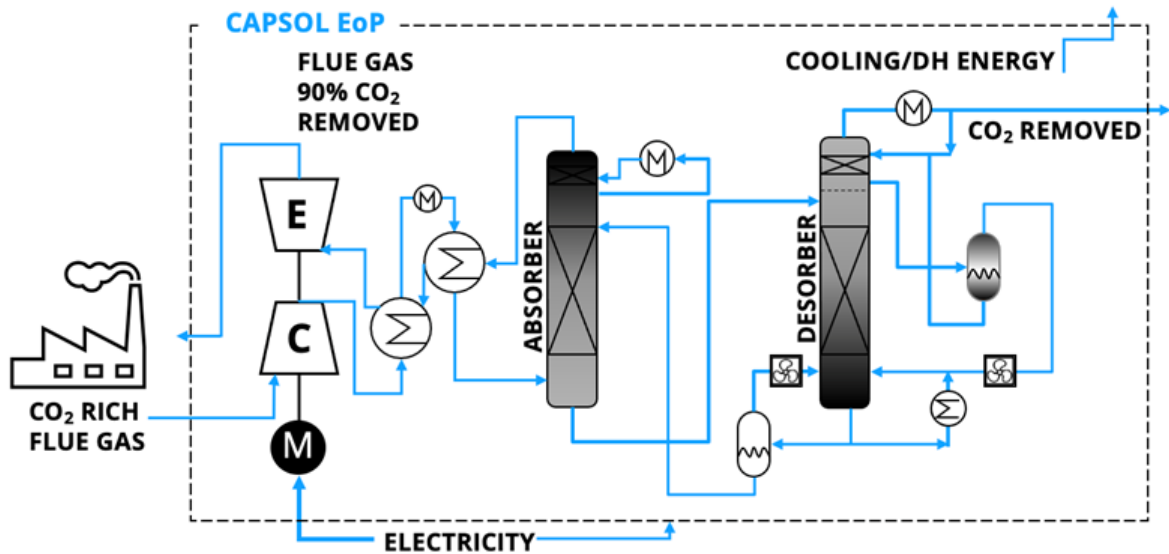 CAPSOL EoP
FLUE GAS
90% CO₂
REMOVED
COOLING/DH ENERGY
CO₂ REMOVED
M
M
M
E
C
M
ABSORBER
DESORBER
CO₂ RICH
FLUE GAS
ELECTRICITY